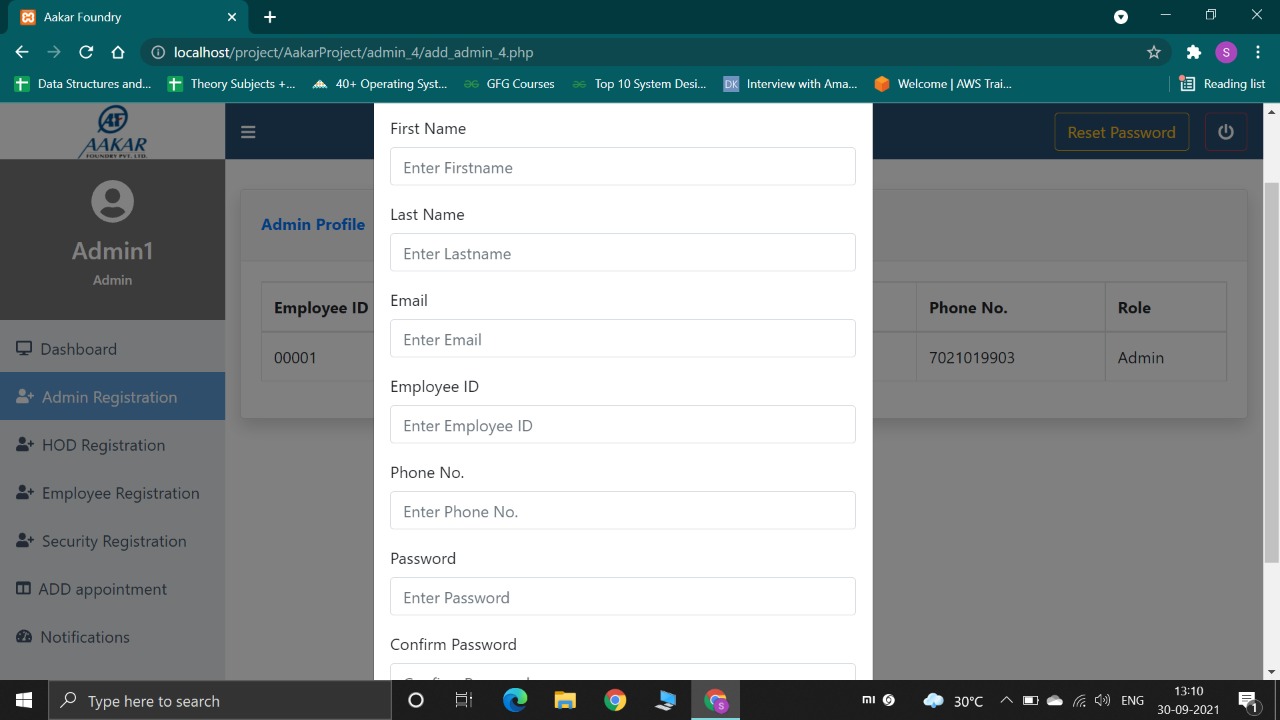 Aakar Foundry
localhost/project/AakarProject/admin_4/add_admin_4.php
S
Data Structures and...
Theory Subjects +...
40+ Operating Syst...
GFG Courses
Top 10 System Desi...
DK Interview with Ama...
Welcome | AWS Trai...
Reading list
AAKAR
FOUNDRY PVT. LTD.
Reset Password
Admin1
Admin
Dashboard
Admin Registration
HOD Registration
Employee Registration
Security Registration
ADD appointment
Notifications
Admin Profile
Employee ID
Phone No.
Role
00001
7021019903
Admin
First Name
Enter Firstname
Last Name
Enter Lastname
Email
Enter Email
Employee ID
Enter Employee ID
Phone No.
Enter Phone No.
Password
Enter Password
Confirm Password
Type here to search
30°C
ENG
13:10
30-09-2021
1